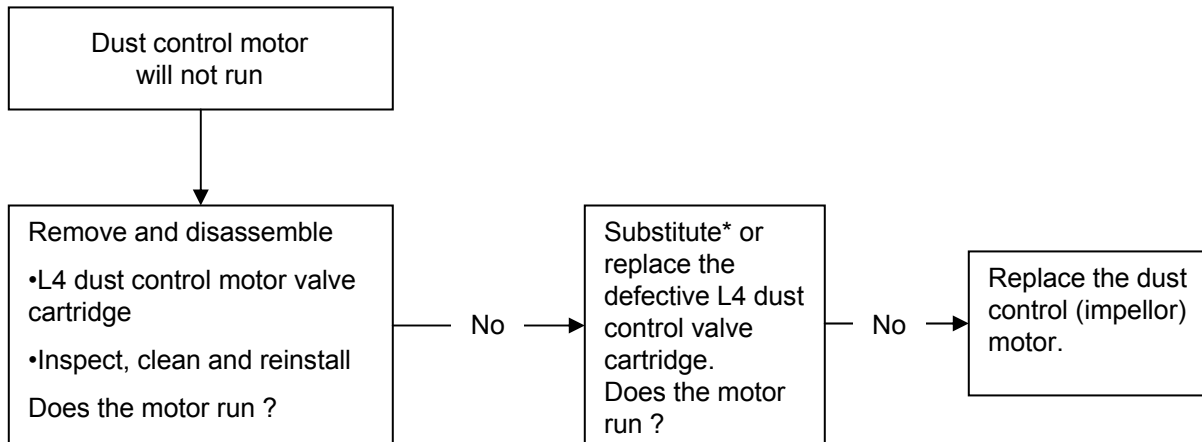 Dust control motor
will not run
Remove and disassemble
•L4 dust control motor valve
cartridge
•Inspect, clean and reinstall
Does the motor run ?
No
Substitute* or
replace the
defective L4 dust
control valve
cartridge.
Does the motor
run ?
No
Replace the dust
control (impellor)
motor.